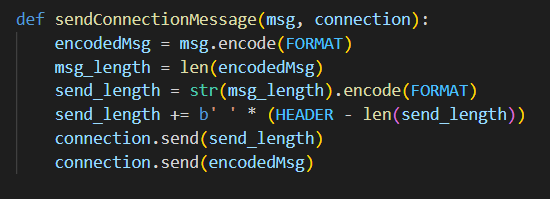 def sendConnectionMessage(msg, connection):
    encodedMsg = msg.encode(FORMAT)
    msg_length = len(encodedMsg)
    send_length = str(msg_length).encode(FORMAT)
    send_length += b' ' * (HEADER - len(send_length))
    connection.send(send_length)
    connection.send(encodedMsg)